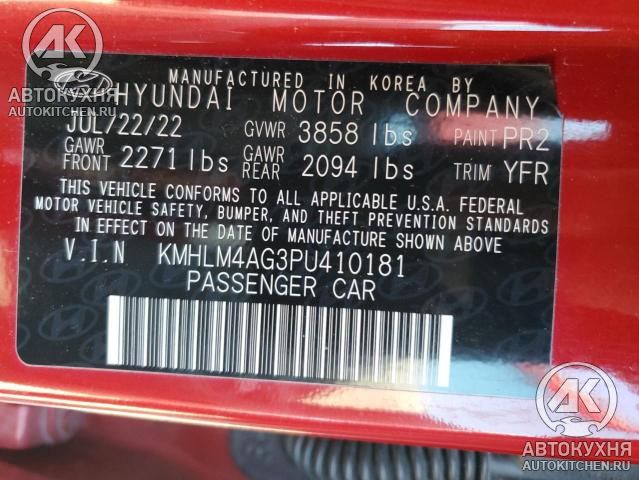 MANUFACTURED IN KOREA BY
HYUNDAI MOTOR COMPANY
JUL/22/22 GVWR 3858 lbs PAINT PR2
GAWR FRONT 2271 lbs GAWR REAR 2094 lbs TRIM YFR
THIS VEHICLE CONFORMS TO ALL APPLICABLE U.S.A. FEDERAL
MOTOR VEHICLE SAFETY, BUMPER, AND THEFT PREVENTION STANDARDS
IN EFFECT ON THE DATE OF MANUFACTURE SHOWN ABOVE
V.I.N KMHLM4AG3PU410181
PASSENGER CAR
АК
АВТОКУХНЯ
AUTOKITCHEN.RU
АК
АВТОКУХНЯ
AUTOKITCHEN.RU